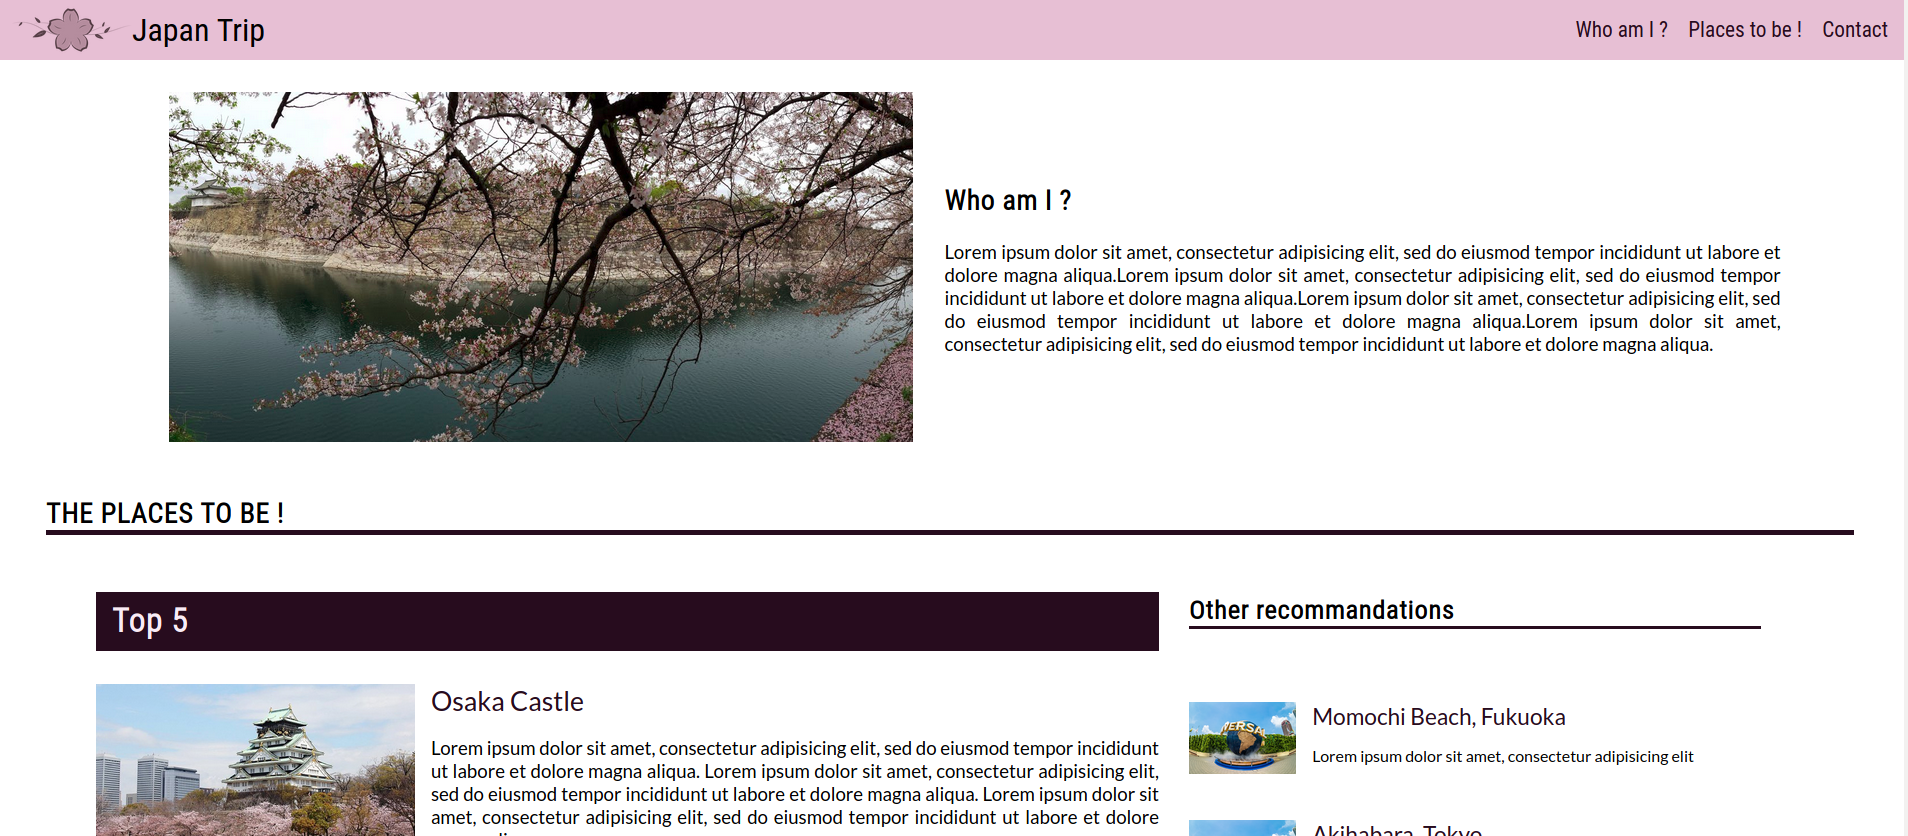 Japan Trip
Who am I ?
Places to be !
Contact
Who am I ?
Lorem ipsum dolor sit amet, consectetur adipisicing elit, sed do eiusmod tempor incididunt ut labore et
dolore magna aliqua.Lorem ipsum dolor sit amet, consectetur adipisicing elit, sed do eiusmod tempor
incididunt ut labore et dolore magna aliqua.Lorem ipsum dolor sit amet, consectetur adipisicing elit, sed
do eiusmod tempor incididunt ut labore et dolore magna aliqua.Lorem ipsum dolor sit amet,
consectetur adipisicing elit, sed do eiusmod tempor incididunt ut labore et dolore magna aliqua.
THE PLACES TO BE !
Top 5
Osaka Castle
Lorem ipsum dolor sit amet, consectetur adipisicing elit, sed do eiusmod tempor incididunt
ut labore et dolore magna aliqua. Lorem ipsum dolor sit amet, consectetur adipisicing elit,
sed do eiusmod tempor incididunt ut labore et dolore magna aliqua. Lorem ipsum dolor sit
amet, consectetur adipisicing elit, sed do eiusmod tempor incididunt ut labore et dolore
Other recommandations
Momochi Beach, Fukuoka
Lorem ipsum dolor sit amet, consectetur adipisicing elit
Akihabara, Tokyo